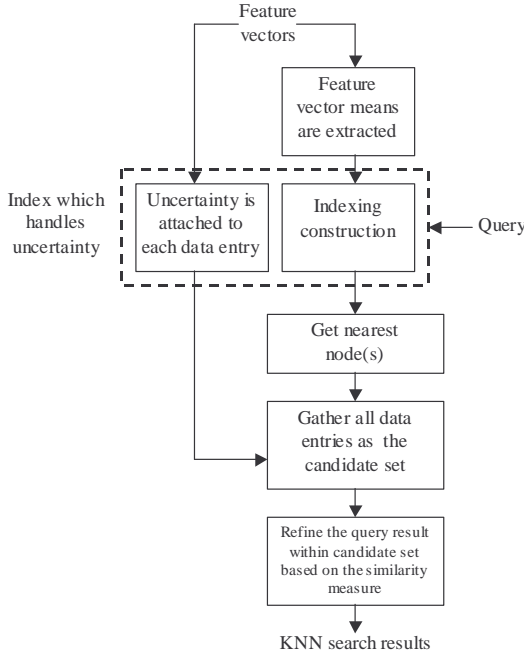 Feature
vectors
Feature
vector means
are extracted
Index which
handles
uncertainty
Uncertainty is
attached to
each data entry
Indexing
construction
Query
Get nearest
node(s)
Gather all data
entries as the
candidate set
Refine the query result
within candidate set
based on the similarity
measure
KNN search results